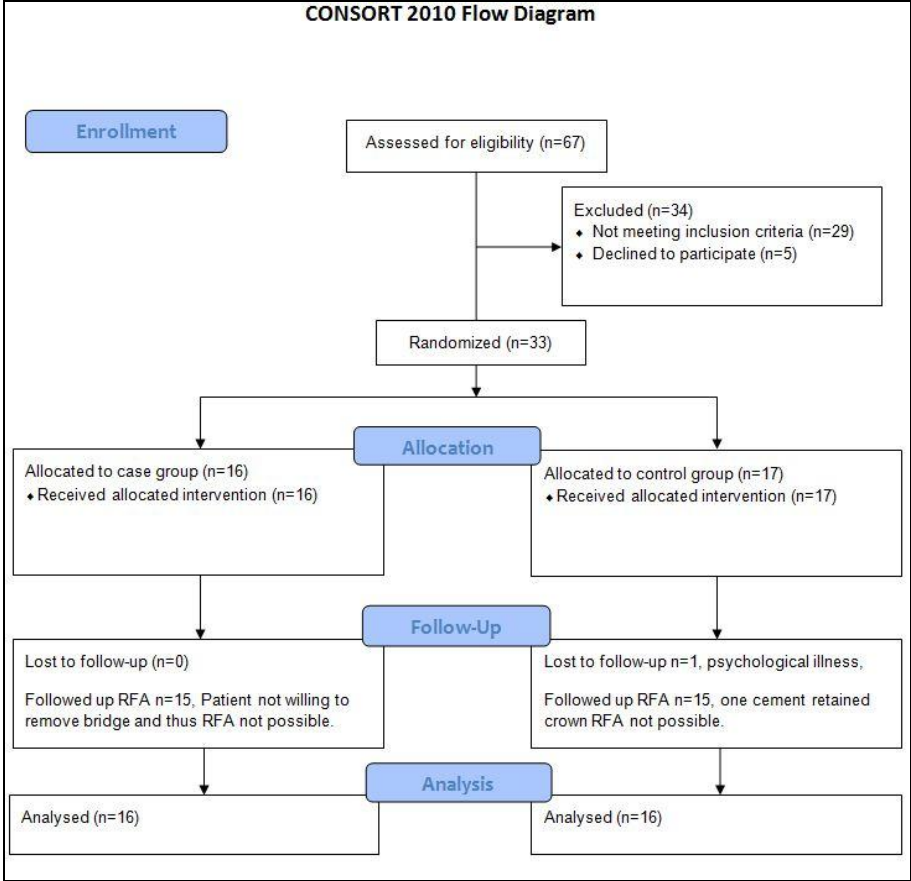 CONSORT 2010 Flow Diagram
Enrollment
Assessed for eligibility (n=67)
Excluded (n=34)
⬥ Not meeting inclusion criteria (n=29)
⬥ Declined to participate (n=5)
Randomized (n=33)
Allocation
Allocated to case group (n=16)
⬥ Received allocated intervention (n=16)
Allocated to control group (n=17)
⬥ Received allocated intervention (n=17)
Follow-Up
Lost to follow-up (n=0)
Followed up RFA n=15, Patient not willing to
remove bridge and thus RFA not possible.
Lost to follow-up n=1, psychological illness,
Followed up RFA n=15, one cement retained
crown RFA not possible.
Analysis
Analysed (n=16)
Analysed (n=16)